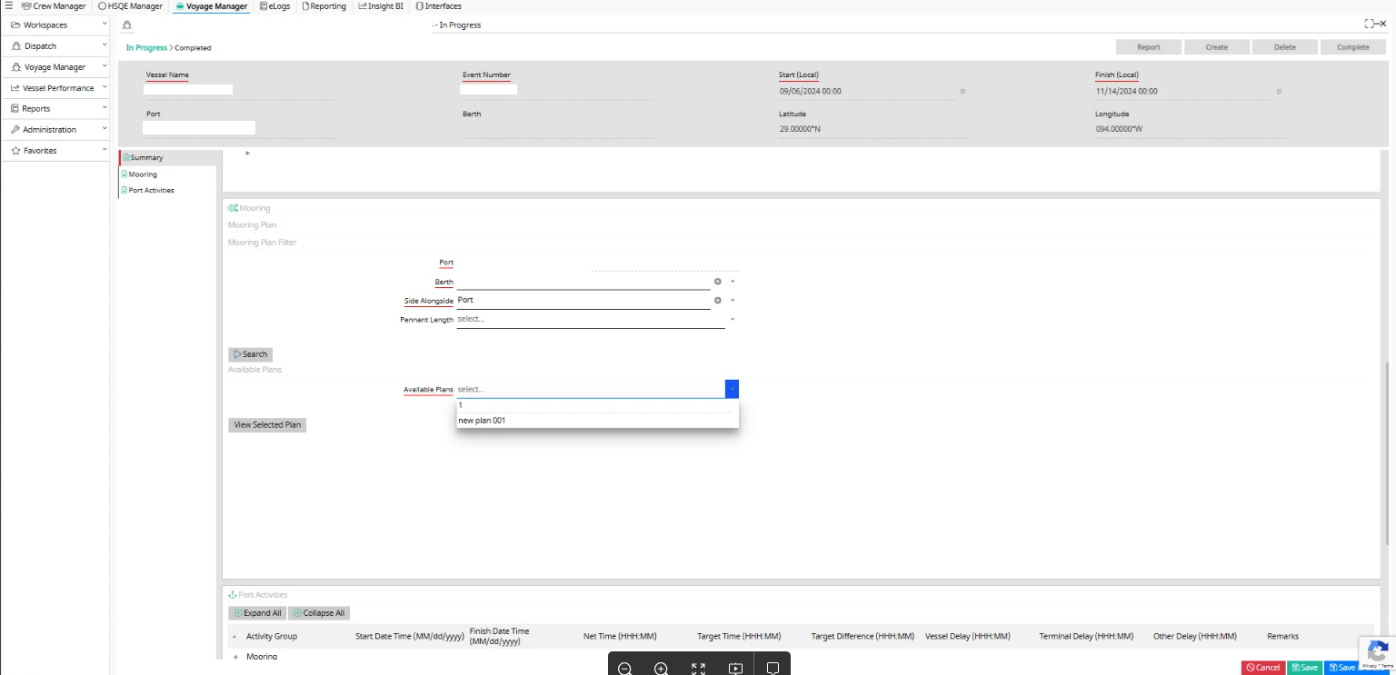 Crew Manager HSQE Manager Voyage Manager eLogs Reporting Insight BI Interfaces
Workspaces
Dispatch
Voyage Manager
Vessel Performance
Reports
Administration
Favorites
- In Progress
In Progress > Completed
Report Create Delete Complete
Vessel Name Event Number Start (Local) Finish (Local)
09/06/2024 00:00 11/14/2024 00:00
Port Berth Latitude Longitude
29.00000°N 094.00000°W
Summary
Mooring
Port Activities
Mooring
Mooring Plan
Mooring Plan Filter
Port
Berth
Side Alongside Port
Pennant Length select...
Search
Available Plans
Available Plans select...
1
new plan 001
View Selected Plan
Port Activities
Expand All Collapse All
Activity Group Start Date Time (MM/dd/yyyy) Finish Date Time (MM/dd/yyyy) Net Time (HHH:MM) Target Time (HHH:MM) Target Difference (HHH:MM) Vessel Delay (HHH:MM) Terminal Delay (HHH:MM) Other Delay (HHH:MM) Remarks
+ Mooring
Cancel Save Save
Privacy - Terms